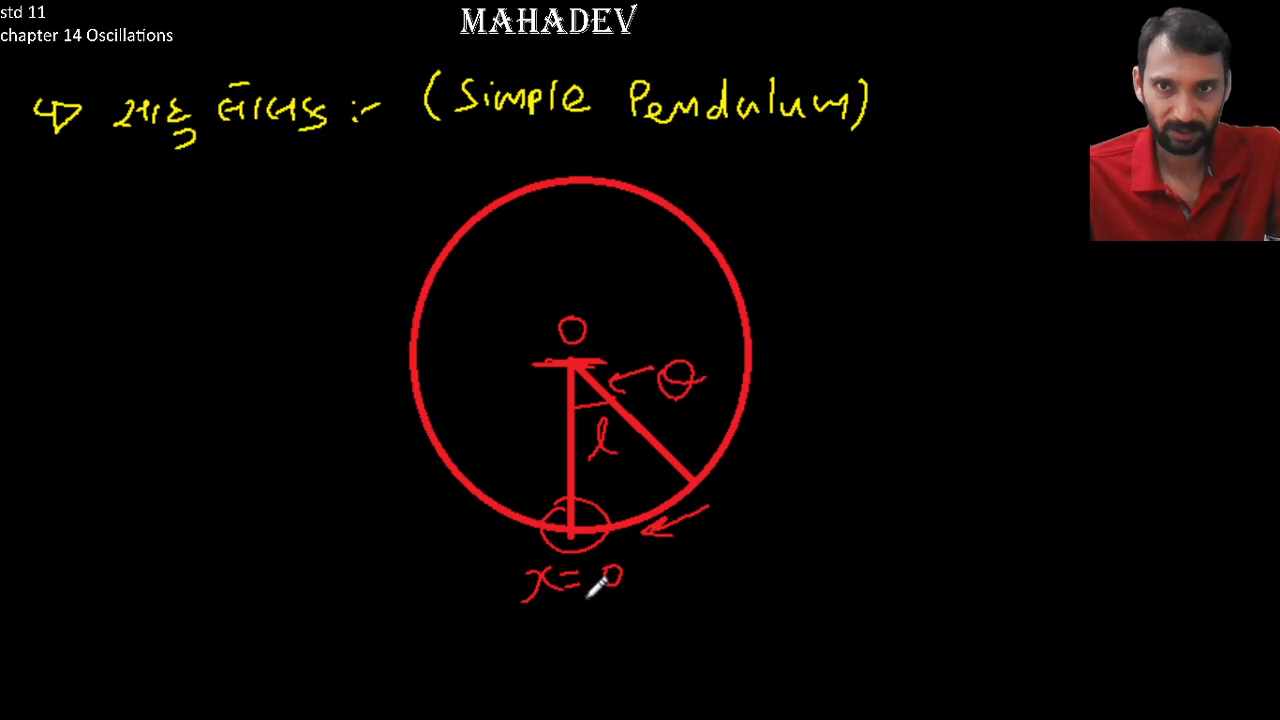 std 11
chapter 14 Oscillations
MAHADEV
→ સાદુ લોલક :- (Simple Pendulum)
O
θ
l
x=0